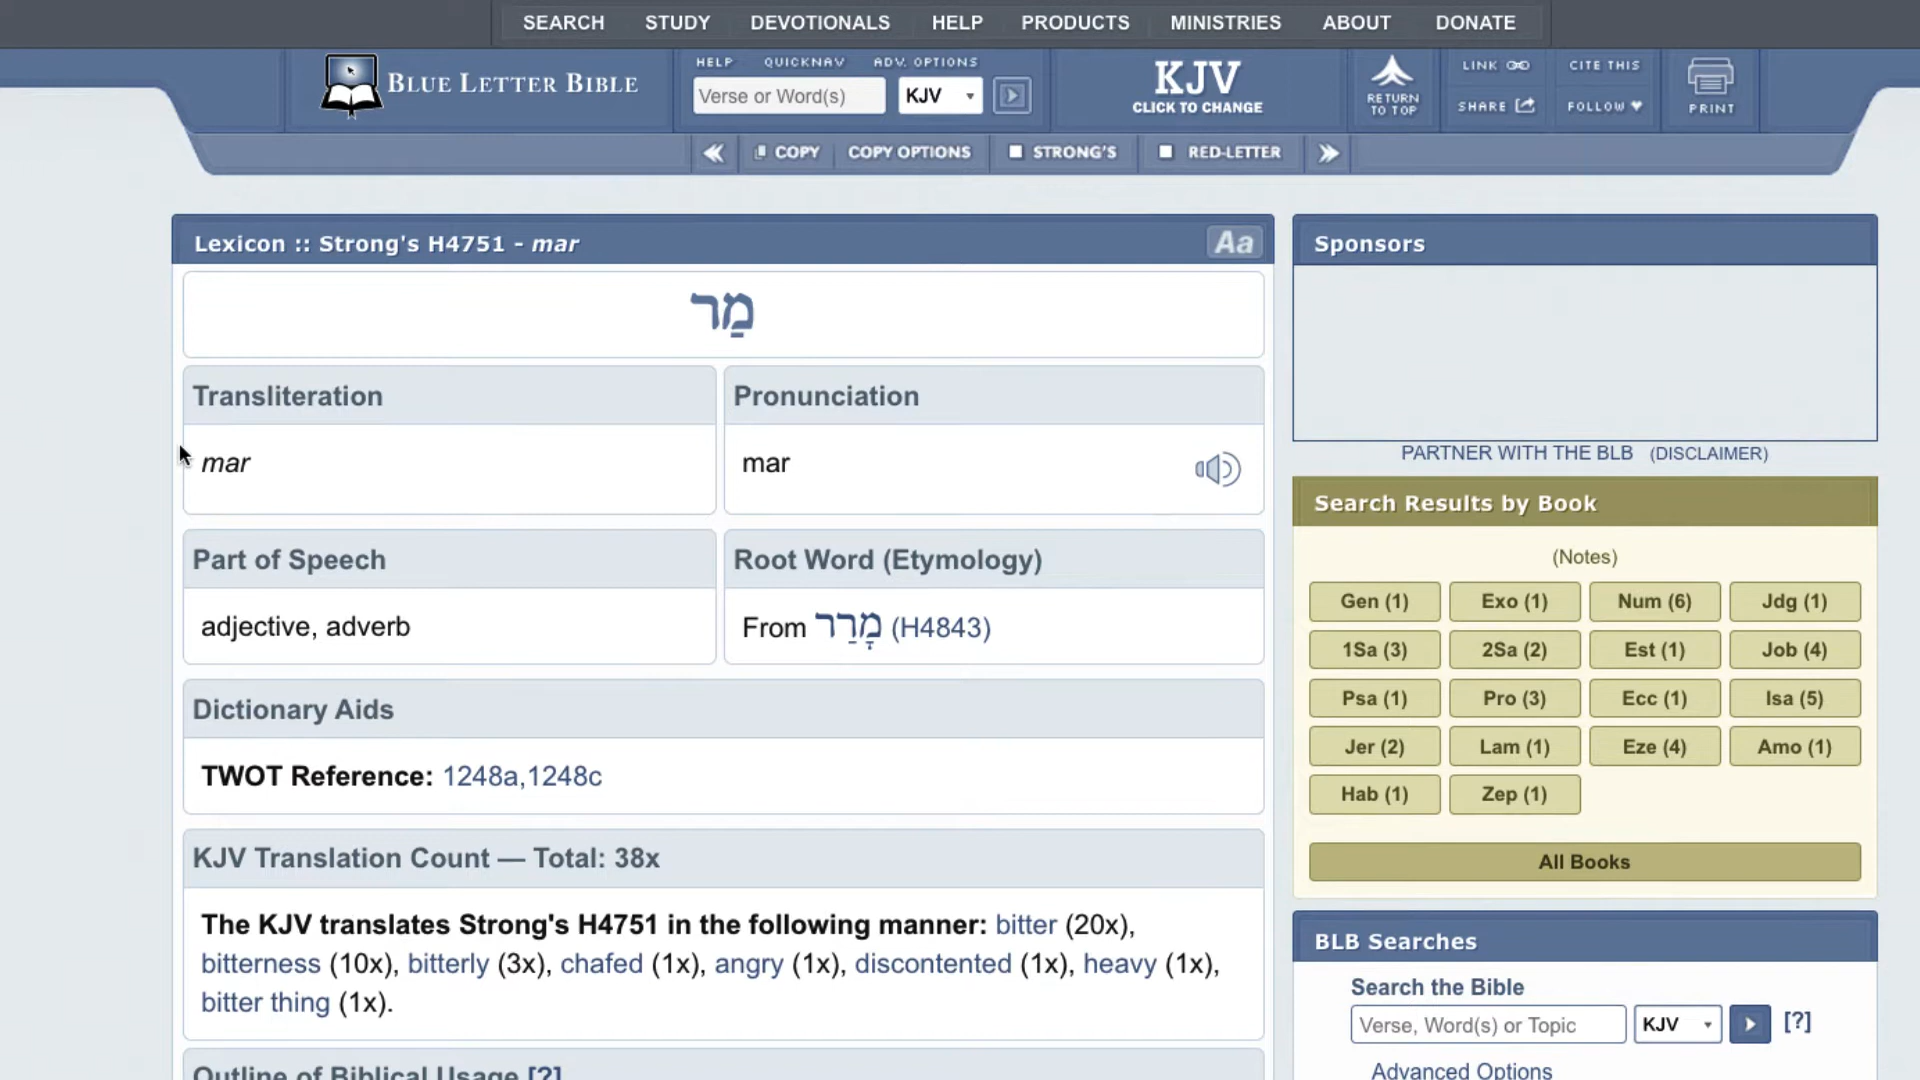 SEARCH STUDY DEVOTIONALS HELP PRODUCTS MINISTRIES ABOUT DONATE
BLUE LETTER BIBLE
HELP QUICKNAV ADV. OPTIONS
Verse or Word(s) KJV
KJV
CLICK TO CHANGE
RETURN
TO TOP
LINK
SHARE
CITE THIS
FOLLOW
PRINT
COPY COPY OPTIONS STRONG'S RED-LETTER
Lexicon :: Strong's H4751 - mar
Aa
מַר
Transliteration
mar
Pronunciation
mar
Part of Speech
adjective, adverb
Root Word (Etymology)
From מָרַר (H4843)
Dictionary Aids
TWOT Reference: 1248a,1248c
KJV Translation Count — Total: 38x
The KJV translates Strong's H4751 in the following manner: bitter (20x),
bitterness (10x), bitterly (3x), chafed (1x), angry (1x), discontented (1x), heavy (1x),
bitter thing (1x).
Outline of Biblical Usage [?]
Sponsors
PARTNER WITH THE BLB (DISCLAIMER)
Search Results by Book
(Notes)
Gen (1) Exo (1) Num (6) Jdg (1)
1Sa (3) 2Sa (2) Est (1) Job (4)
Psa (1) Pro (3) Ecc (1) Isa (5)
Jer (2) Lam (1) Eze (4) Amo (1)
Hab (1) Zep (1)
All Books
BLB Searches
Search the Bible
Verse, Word(s) or Topic KJV [?]
Advanced Options